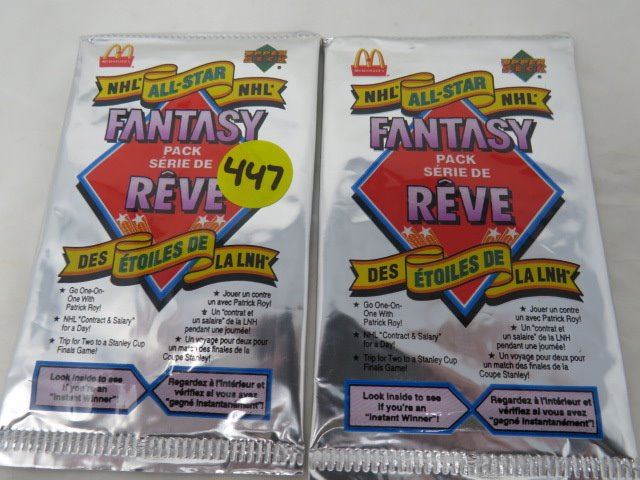 McDonald's
UPPER DECK
NHL ALL-STAR NHL
FANTASY
PACK
SÉRIE DE
RÊVE
447
DES ÉTOILES DE LA LNH
★ Go One-On-
One With
Patrick Roy!
★ NHL "Contract & Salary"
for a Day!
★ Trip for Two to a Stanley Cup
Finals Game!
★ Jouer un contre
un avec Patrick Roy!
★ Un "contrat et
un salaire" de la LNH
pendant une journée!
★ Un voyage pour deux pour
un match des finales de la
Coupe Stanley!
Look inside to see
if you're an
"Instant Winner"!
Regardez à l'intérieur et
vérifiez si vous avez
"gagné instantanément"!
McDonald's
UPPER DECK
NHL ALL-STAR NHL
FANTASY
PACK
SÉRIE DE
RÊVE
DES ÉTOILES DE LA LNH
★ Go One-On-
One With
Patrick Roy!
★ NHL "Contract & Salary"
for a Day!
★ Trip for Two to a Stanley Cup
Finals Game!
★ Jouer un contre
un avec Patrick Roy!
★ Un "contrat et
un salaire" de la LNH
pendant une journée!
★ Un voyage pour deux pour
un match des finales de la
Coupe Stanley!
Look inside to see
if you're an
"Instant Winner"!
Regardez à l'intérieur et
vérifiez si vous avez
"gagné instantanément"!